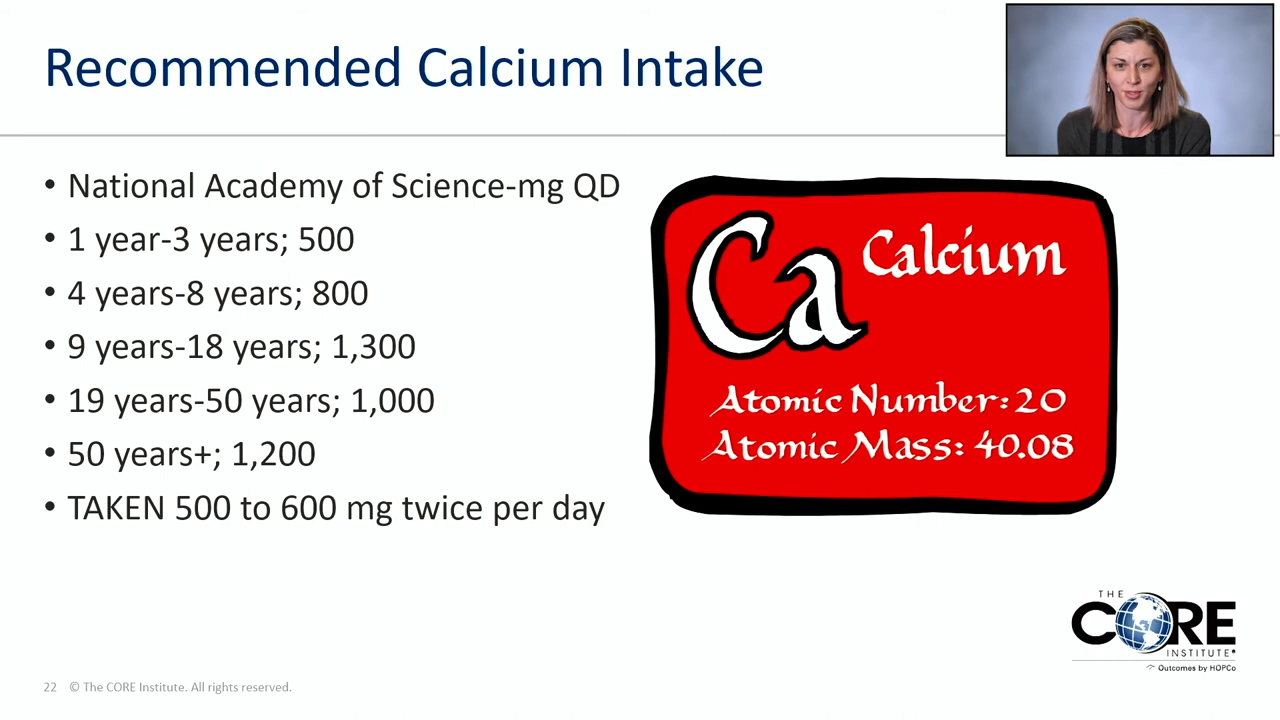 Recommended Calcium Intake
• National Academy of Science-mg QD
• 1 year-3 years; 500
• 4 years-8 years; 800
• 9 years-18 years; 1,300
• 19 years-50 years; 1,000
• 50 years+; 1,200
• TAKEN 500 to 600 mg twice per day
Ca Calcium
Atomic Number: 20
Atomic Mass: 40.08
THE
CORE
INSTITUTE
Outcomes by HOPCo
22 © The CORE Institute. All rights reserved.